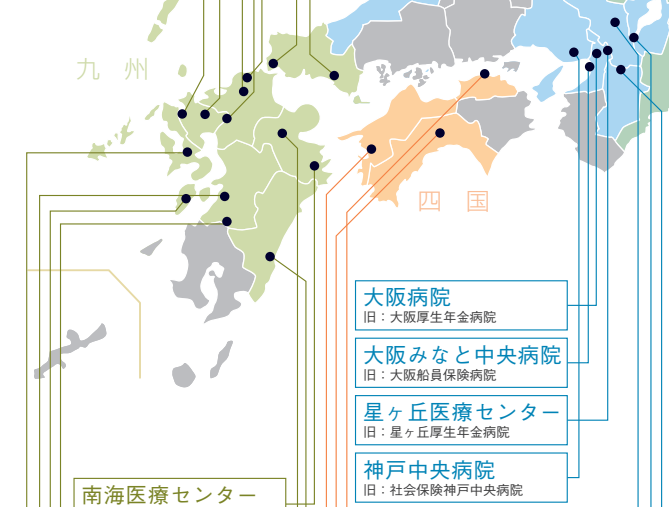 九 州
四 国
大阪病院
旧：大阪厚生年金病院
大阪みなと中央病院
旧：大阪船員保険病院
星ヶ丘医療センター
旧：星ヶ丘厚生年金病院
神戸中央病院
旧：社会保険神戸中央病院
南海医療センター